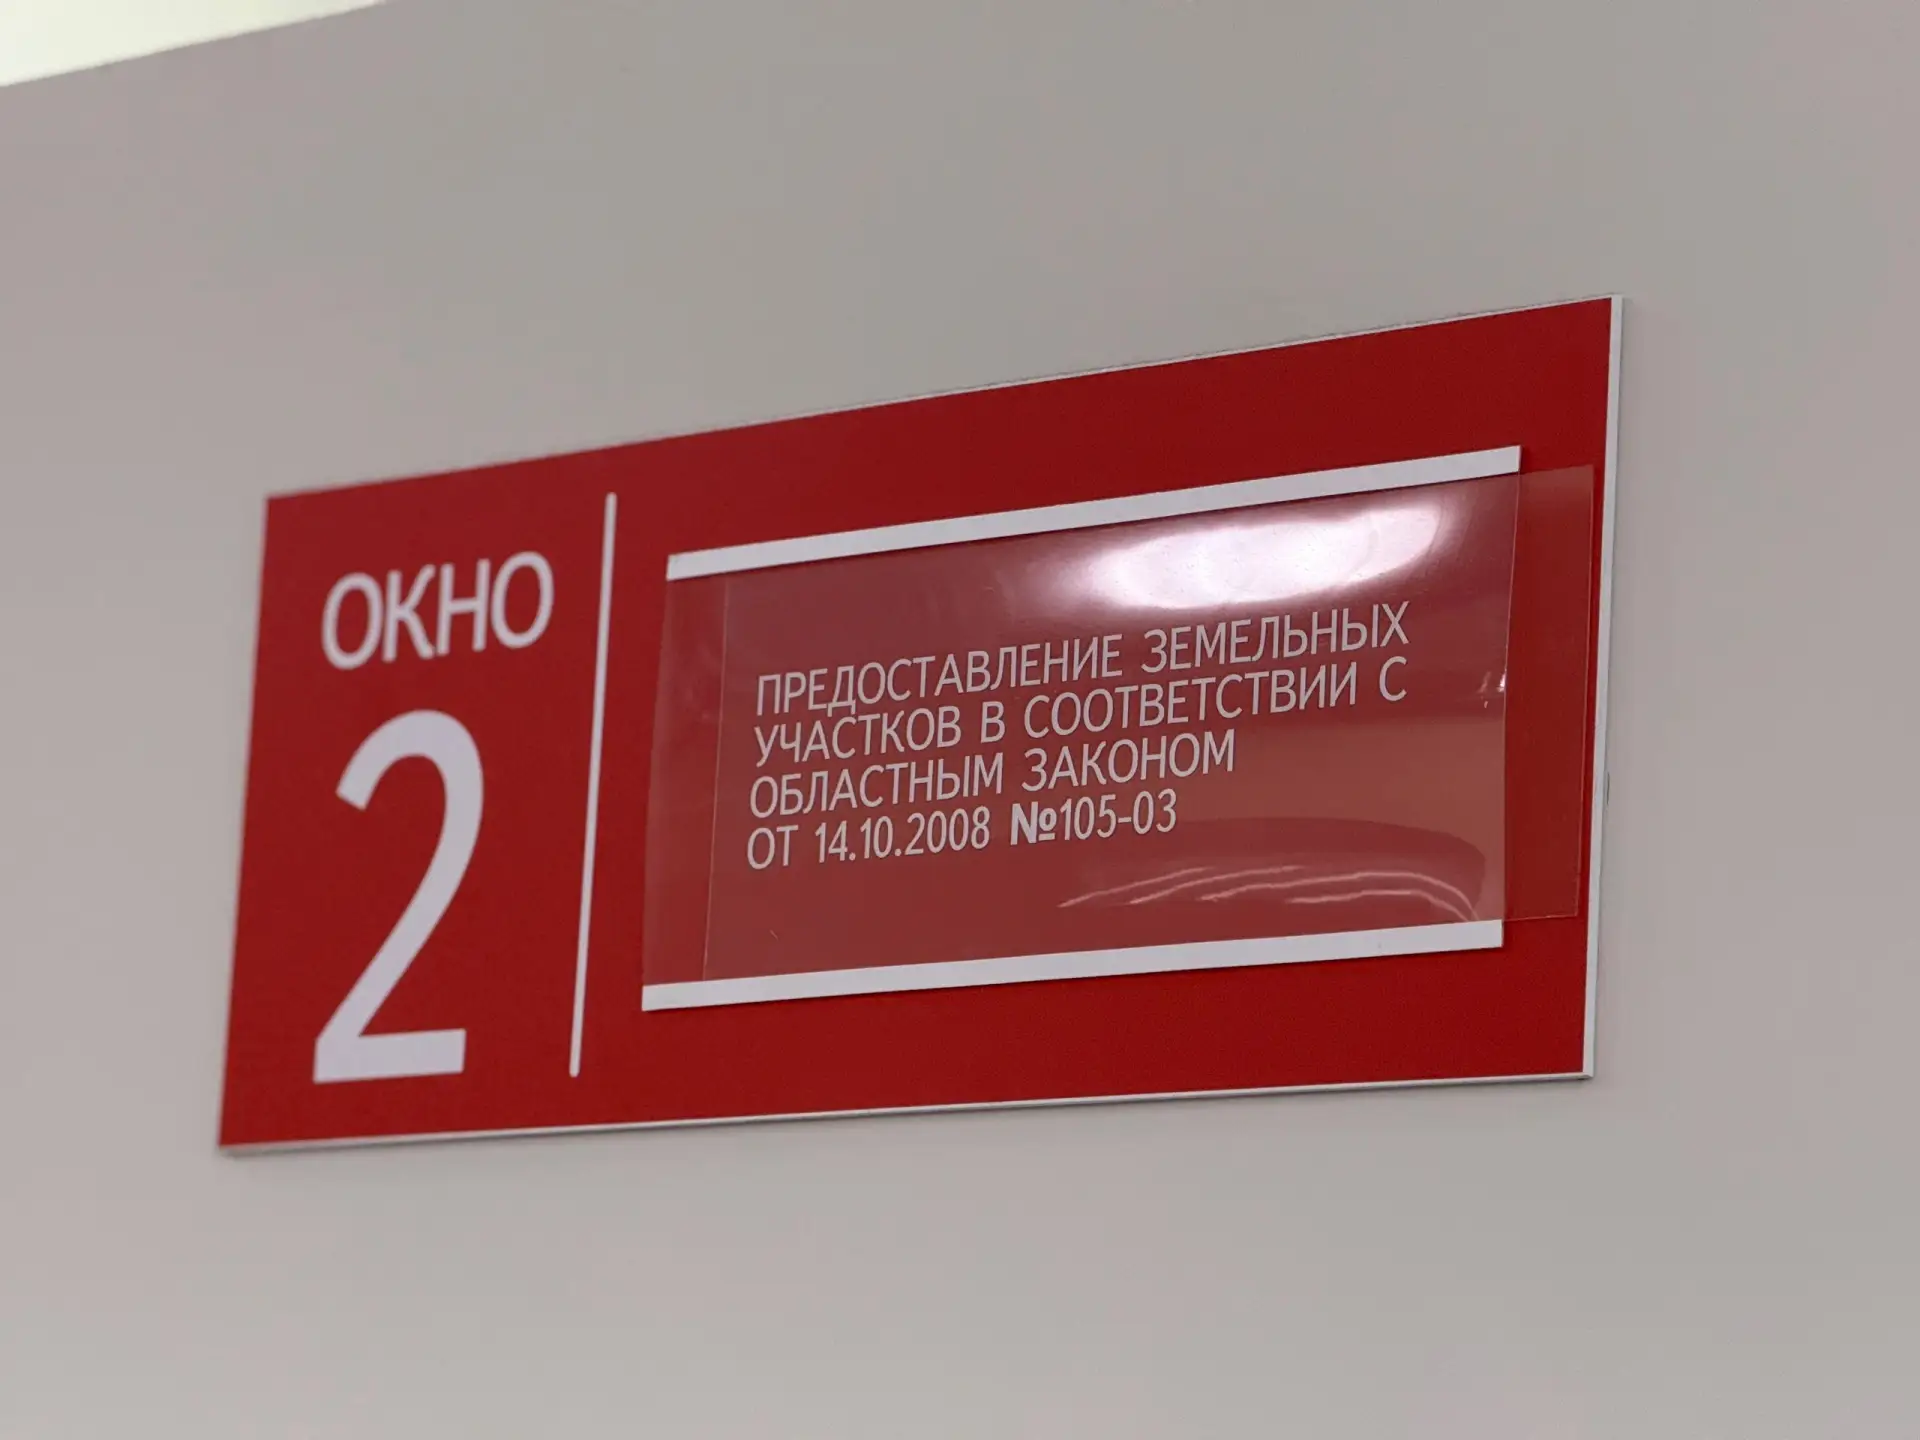 ОКНО
2
ПРЕДОСТАВЛЕНИЕ ЗЕМЕЛЬНЫХ
УЧАСТКОВ В СООТВЕТСТВИИ С
ОБЛАСТНЫМ ЗАКОНОМ
ОТ 14.10.2008 №105-03